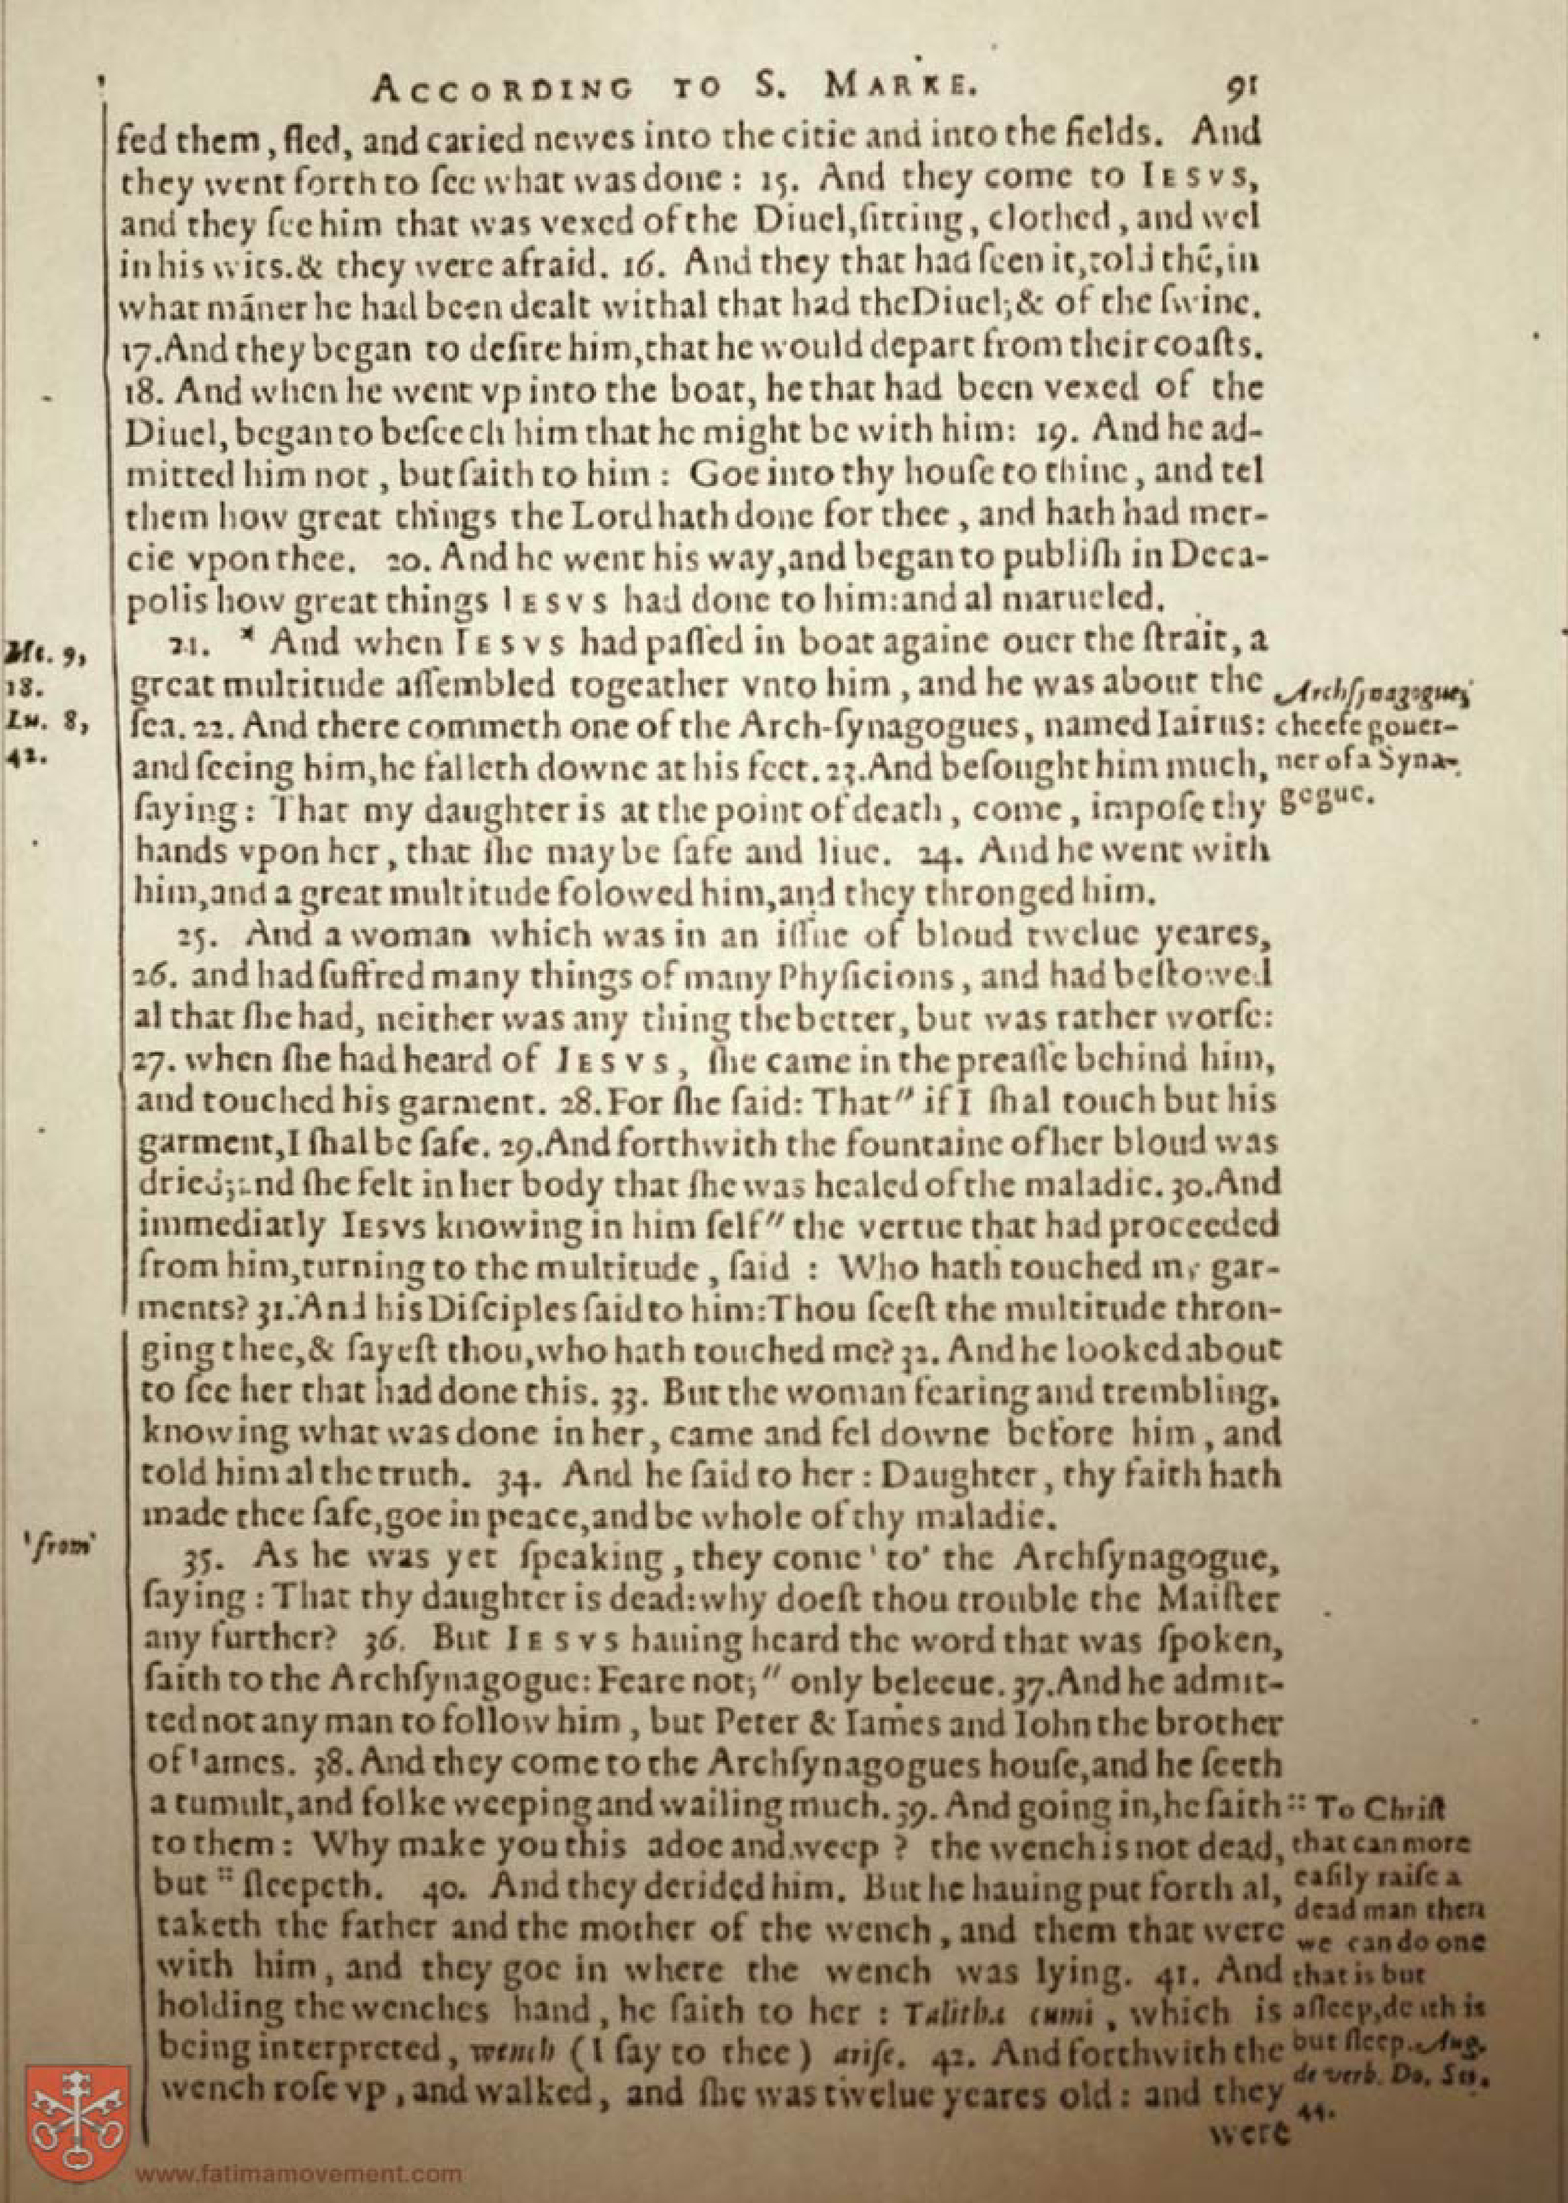 ACCORDING TO S. MARKE. 91
fed them, fled, and caried newes into the citie and into the fields. And
they went forth to ſee what was done : 15. And they come to IESVS,
and they ſee him that was vexed of the Diuel, ſitting, clothed, and wel
in his wits. & they were afraid. 16. And they that had ſeen it, told thē, in
what māner he had been dealt withal that had the Diuel; & of the ſwine.
17. And they began to deſire him, that he would depart from their coaſts.
18. And when he went vp into the boat, he that had been vexed of the
Diuel, began to beſeech him that he might be with him: 19. And he ad-
mitted him not, but ſaith to him : Goe into thy houſe to thine, and tel
them how great things the Lord hath done for thee, and hath had mer-
cie vpon thee. 20. And he went his way, and began to publiſh in Deca-
polis how great things IESVS had done to him: and al marueled.
Mt. 9,
18.
Lu. 8,
42.
21. * And when IESVS had paſſed in boat againe ouer the ſtrait, a
great multitude aſſembled togeather vnto him, and he was about the
ſea. 22. And there commeth one of the Arch-ſynagogues, named Iairus:
and ſeeing him, he falleth downe at his feet. 23. And beſought him much,
ſaying: That my daughter is at the point of death, come, impoſe thy
hands vpon her, that ſhe may be ſafe and liue. 24. And he went with
him, and a great multitude folowed him, and they thronged him.
Archſynagogues,
cheefe gouer-
ner of a Syna-
gogue.
25. And a woman which was in an iſſue of bloud twelue yeares,
26. and had ſuffred many things of many Phyſicions, and had beſtowed
al that ſhe had, neither was any thing the better, but was rather worſe:
27. when ſhe had heard of IESVS, ſhe came in the preaſſe behind him,
and touched his garment. 28. For ſhe ſaid: That" if I ſhal touch but his
garment, I ſhal be ſafe. 29. And forthwith the fountaine of her bloud was
dried; and ſhe felt in her body that ſhe was healed of the maladie. 30. And
immediatly IESVS knowing in him ſelf" the vertue that had proceeded
from him, turning to the multitude, ſaid : Who hath touched my gar-
ments? 31. And his Diſciples ſaid to him: Thou ſeeſt the multitude thron-
ging thee, & ſayeſt thou, who hath touched me? 32. And he looked about
to ſee her that had done this. 33. But the woman fearing and trembling,
knowing what was done in her, came and fel downe before him, and
told him al the truth. 34. And he ſaid to her : Daughter, thy faith hath
made thee ſafe, goe in peace, and be whole of thy maladie.
'from'
35. As he was yet ſpeaking, they come 'to' the Archſynagogue,
ſaying : That thy daughter is dead: why doeſt thou trouble the Maiſter
any further? 36. But IESVS hauing heard the word that was ſpoken,
ſaith to the Archſynagogue: Feare not;" only beleeue. 37. And he admit-
ted not any man to follow him, but Peter & Iames and Iohn the brother
of Iames. 38. And they come to the Archſynagogues houſe, and he ſeeth
a tumult, and folke weeping and wailing much. 39. And going in, he ſaith
to them : Why make you this adoe and weep ? the wench is not dead,
but :: ſleepeth. 40. And they derided him. But he hauing put forth al,
taketh the father and the mother of the wench, and them that were
with him, and they goe in where the wench was lying. 41. And
holding the wenches hand, he ſaith to her : Talitha cumi, which is
being interpreted, wench (I ſay to thee) ariſe. 42. And forthwith the
wench roſe vp, and walked, and ſhe was twelue yeares old : and they
were
:: To Chriſt
that can more
eaſily raiſe a
dead man then
we can do one
that is but
aſleep, death is
but ſleep. Aug.
de verb. Do. Ser.
44.
www.fatimamovement.com